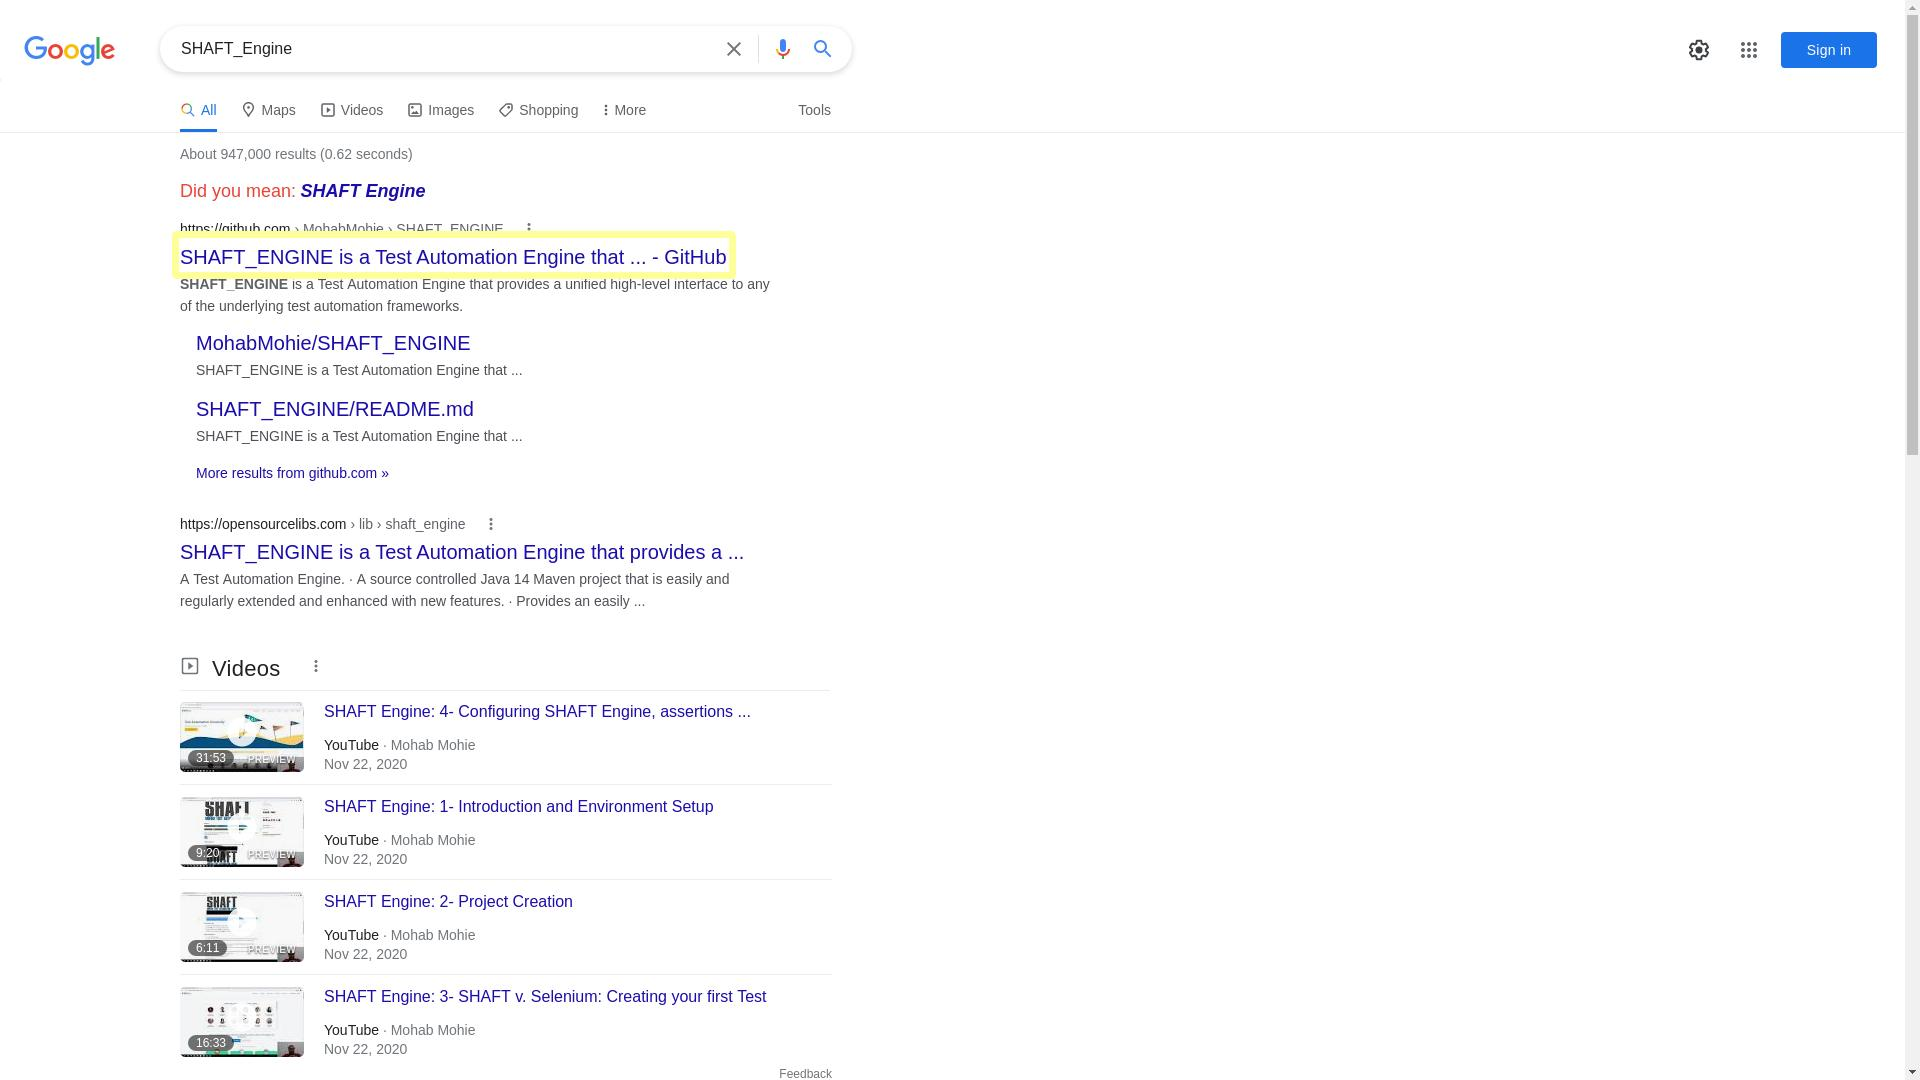 Google
SHAFT_Engine
Sign in
All
Maps
Videos
Images
Shopping
More
Tools
About 947,000 results (0.62 seconds)
Did you mean: SHAFT Engine
https://github.com › MohabMohie › SHAFT_ENGINE
SHAFT_ENGINE is a Test Automation Engine that ... - GitHub
SHAFT_ENGINE is a Test Automation Engine that provides a unified high-level interface to any
of the underlying test automation frameworks.
MohabMohie/SHAFT_ENGINE
SHAFT_ENGINE is a Test Automation Engine that ...
SHAFT_ENGINE/README.md
SHAFT_ENGINE is a Test Automation Engine that ...
More results from github.com »
https://opensourcelibs.com › lib › shaft_engine
SHAFT_ENGINE is a Test Automation Engine that provides a ...
A Test Automation Engine. · A source controlled Java 14 Maven project that is easily and
regularly extended and enhanced with new features. · Provides an easily ...
Videos
SHAFT Engine: 4- Configuring SHAFT Engine, assertions ...
YouTube · Mohab Mohie
31:53 PREVIEW
Nov 22, 2020
SHAFT
SHAFT Engine: 1- Introduction and Environment Setup
YouTube · Mohab Mohie
9:20 PREVIEW
Nov 22, 2020
SHAFT
SHAFT Engine: 2- Project Creation
YouTube · Mohab Mohie
6:11 PREVIEW
Nov 22, 2020
SHAFT Engine: 3- SHAFT v. Selenium: Creating your first Test
YouTube · Mohab Mohie
16:33
Nov 22, 2020
Feedback